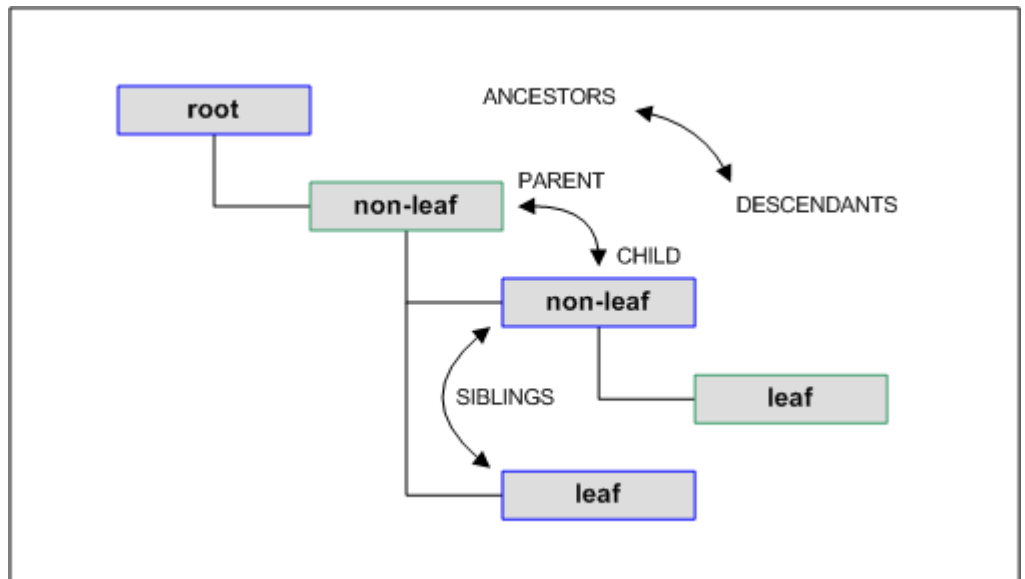 ANCESTORS
root
PARENT
non-leaf
DESCENDANTS
CHILD
non-leaf
SIBLINGS
leaf
leaf